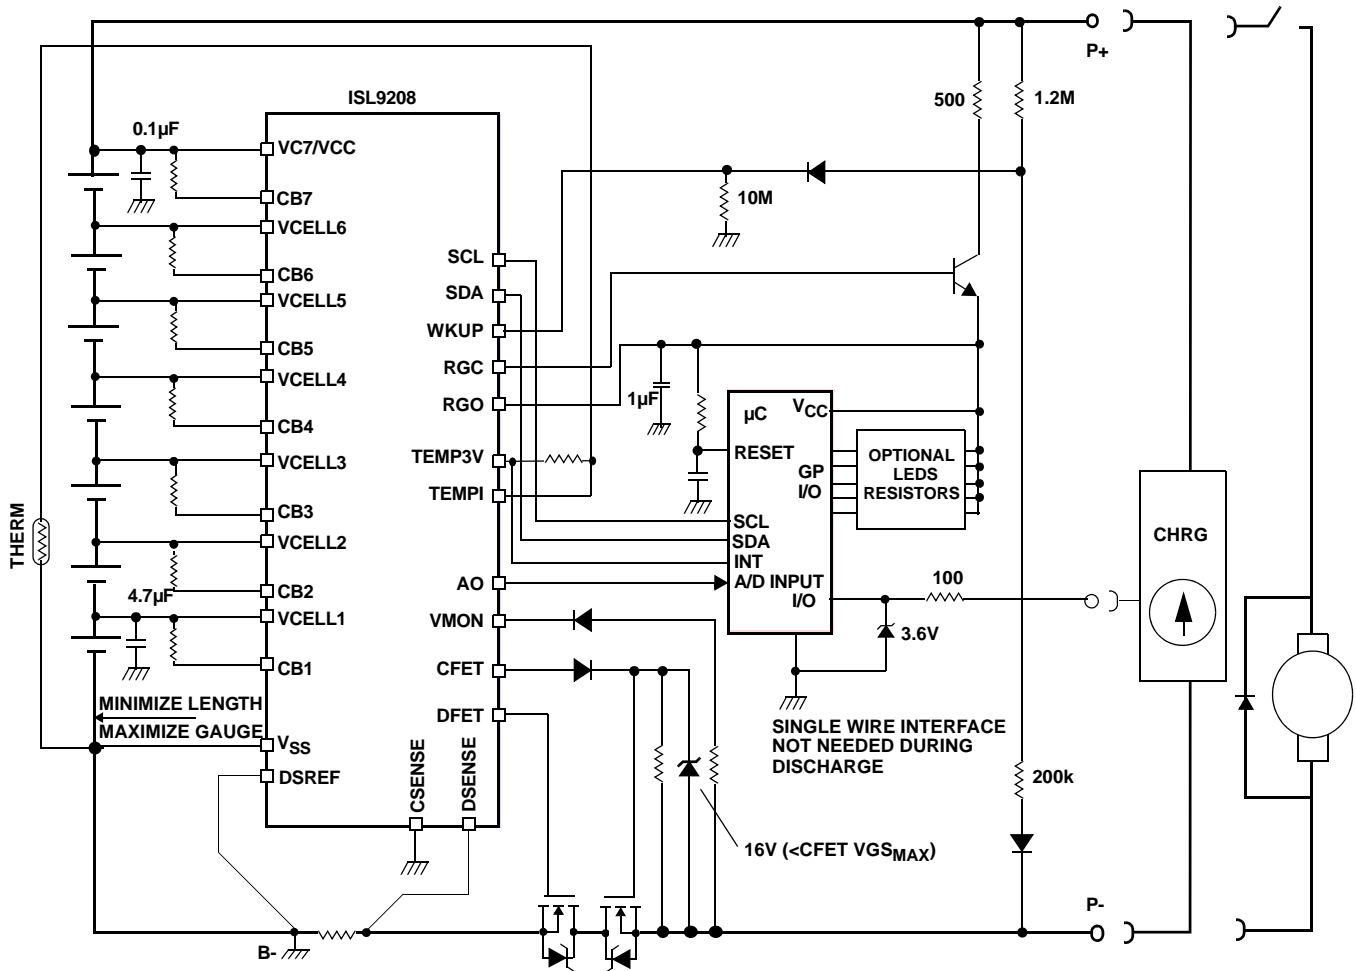 P+
500
1.2M
ISL9208
0.1µF
VC7/VCC
CB7
10M
VCELL6
SCL
CB6
SDA
VCELL5
WKUP
CB5
RGC
VCELL4
RGO
1µF
µC
VCC
CB4
RESET
OPTIONAL
LEDS
RESISTORS
GP
I/O
VCELL3
TEMP3V
TEMPI
CB3
SCL
SDA
INT
A/D INPUT
I/O
THERM
VCELL2
CHRG
AO
100
CB2
4.7µF
VCELL1
VMON
3.6V
CB1
CFET
MINIMIZE LENGTH
MAXIMIZE GAUGE
DFET
SINGLE WIRE INTERFACE
NOT NEEDED DURING
DISCHARGE
VSS
DSREF
CSENSE
DSENSE
200k
16V (<CFET VGSMAX)
P-
B-